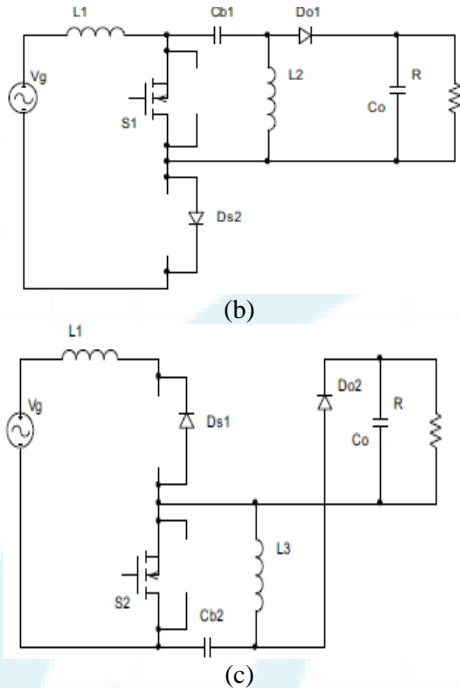 L1 Cb1 Do1
Vg
S1
L2
R
Co
Ds2
(b)
L1
Vg
Ds1
Do2
R
Co
S2
L3
Cb2
(c)